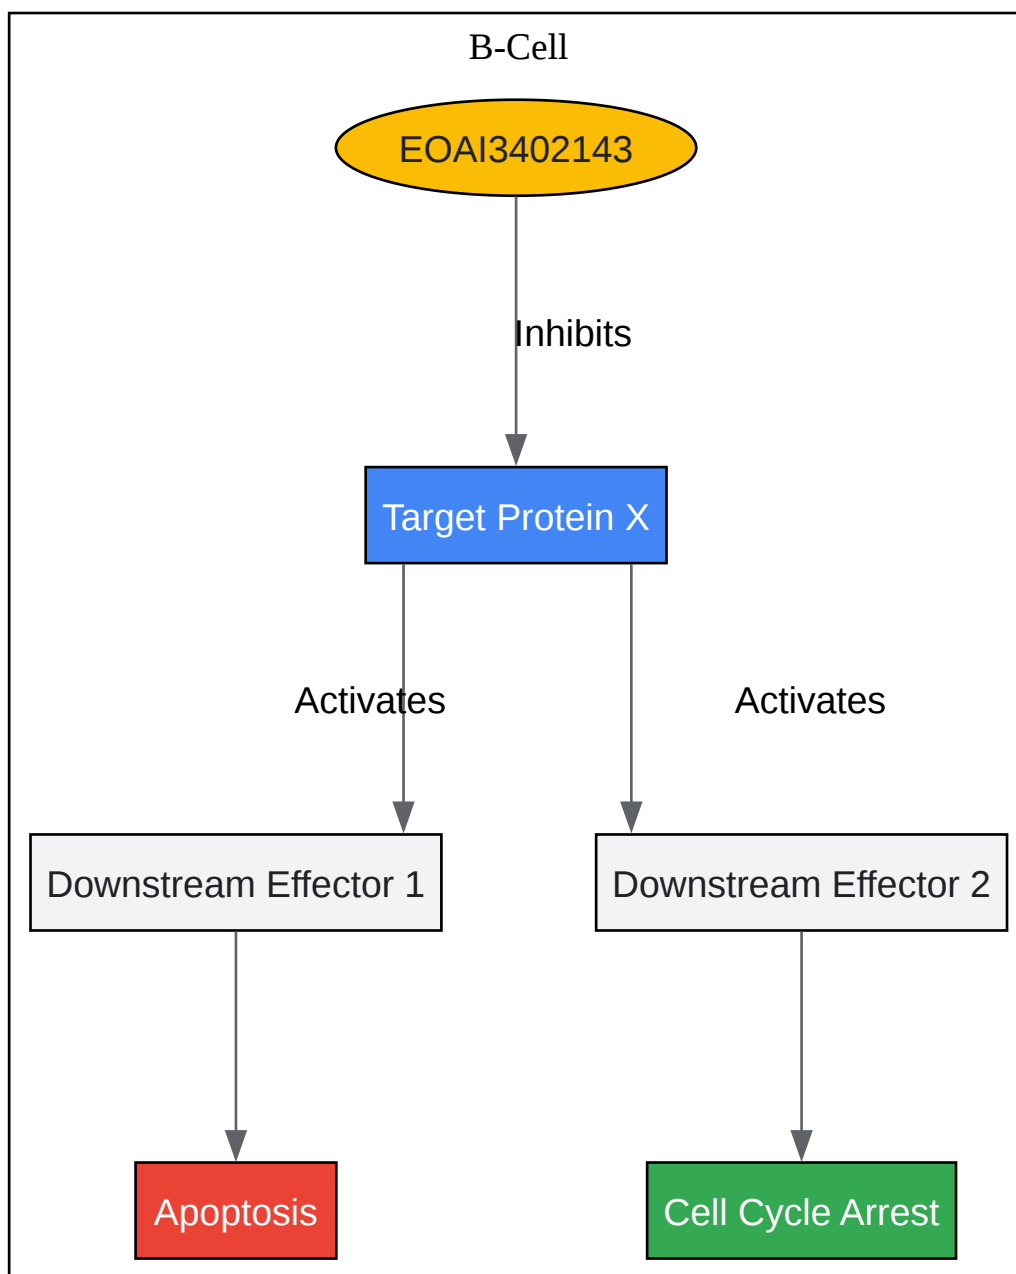 B-Cell
EOAI3402143
Inhibits
Target Protein X
Activates
Activates
Downstream Effector 1
Downstream Effector 2
Apoptosis
Cell Cycle Arrest